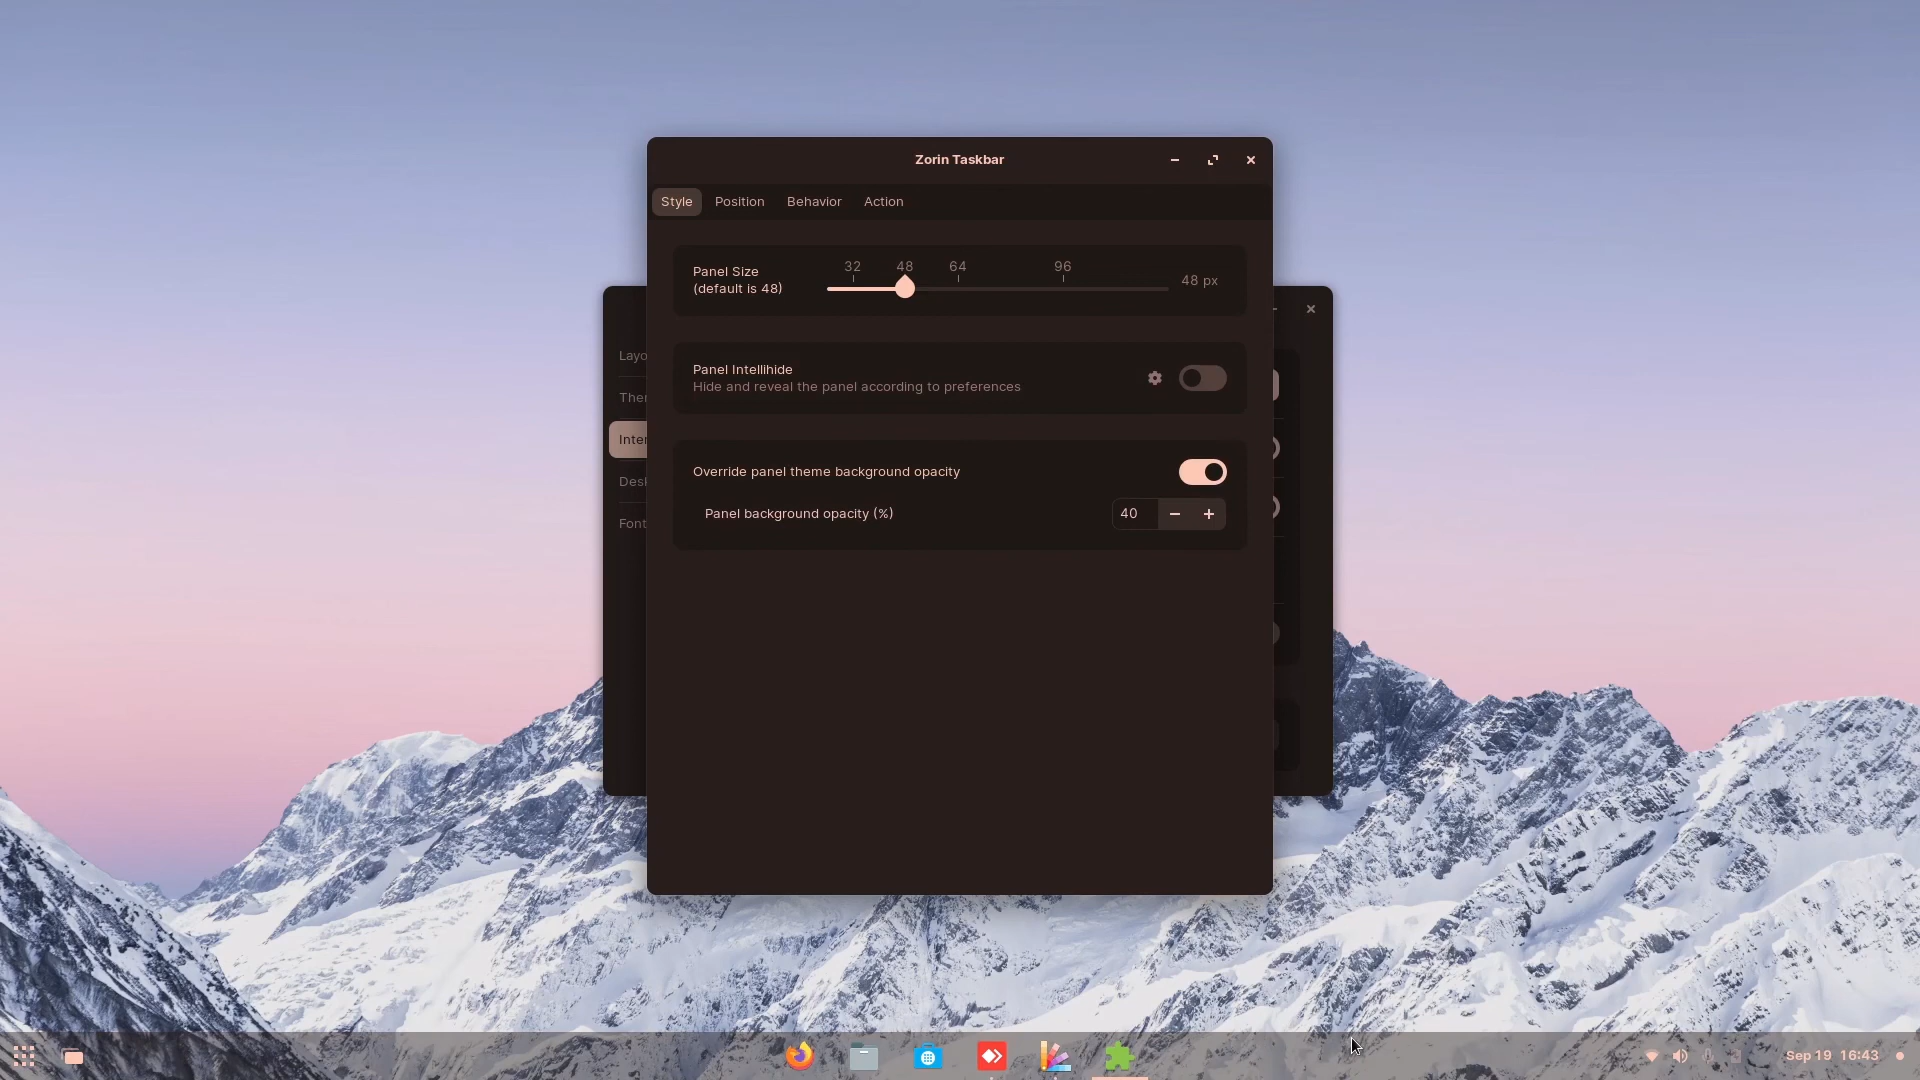 Zorin Taskbar
Style Position Behavior Action
32 48 64 96
Panel Size
(default is 48)
48 px
Panel Intellihide
Hide and reveal the panel according to preferences
Override panel theme background opacity
Panel background opacity (%)
40
Layo
Ther
Inter
Desk
Font
Sep 19 16:43